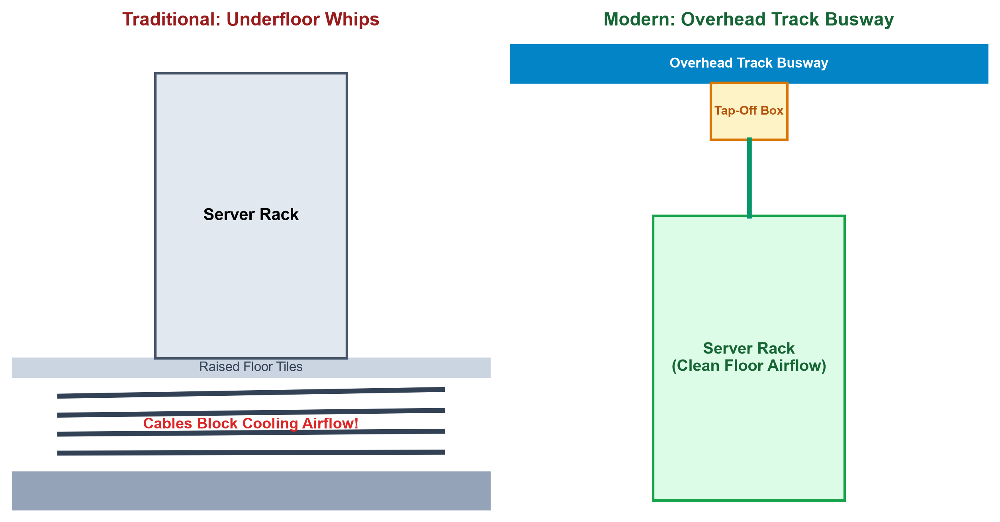 Traditional: Underfloor Whips
Server Rack
Raised Floor Tiles
Cables Block Cooling Airflow!
Modern: Overhead Track Busway
Overhead Track Busway
Tap-Off Box
Server Rack
(Clean Floor Airflow)